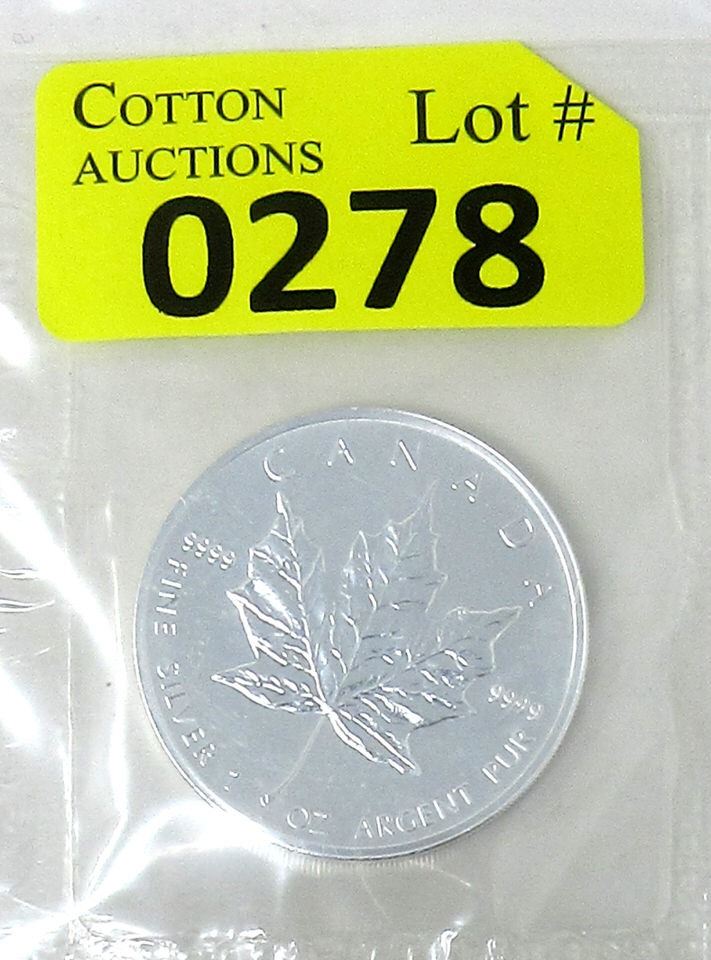 COTTON
AUCTIONS
Lot #
0278
CANADA
9999
9999
FINE SILVER
OZ ARGENT PUR